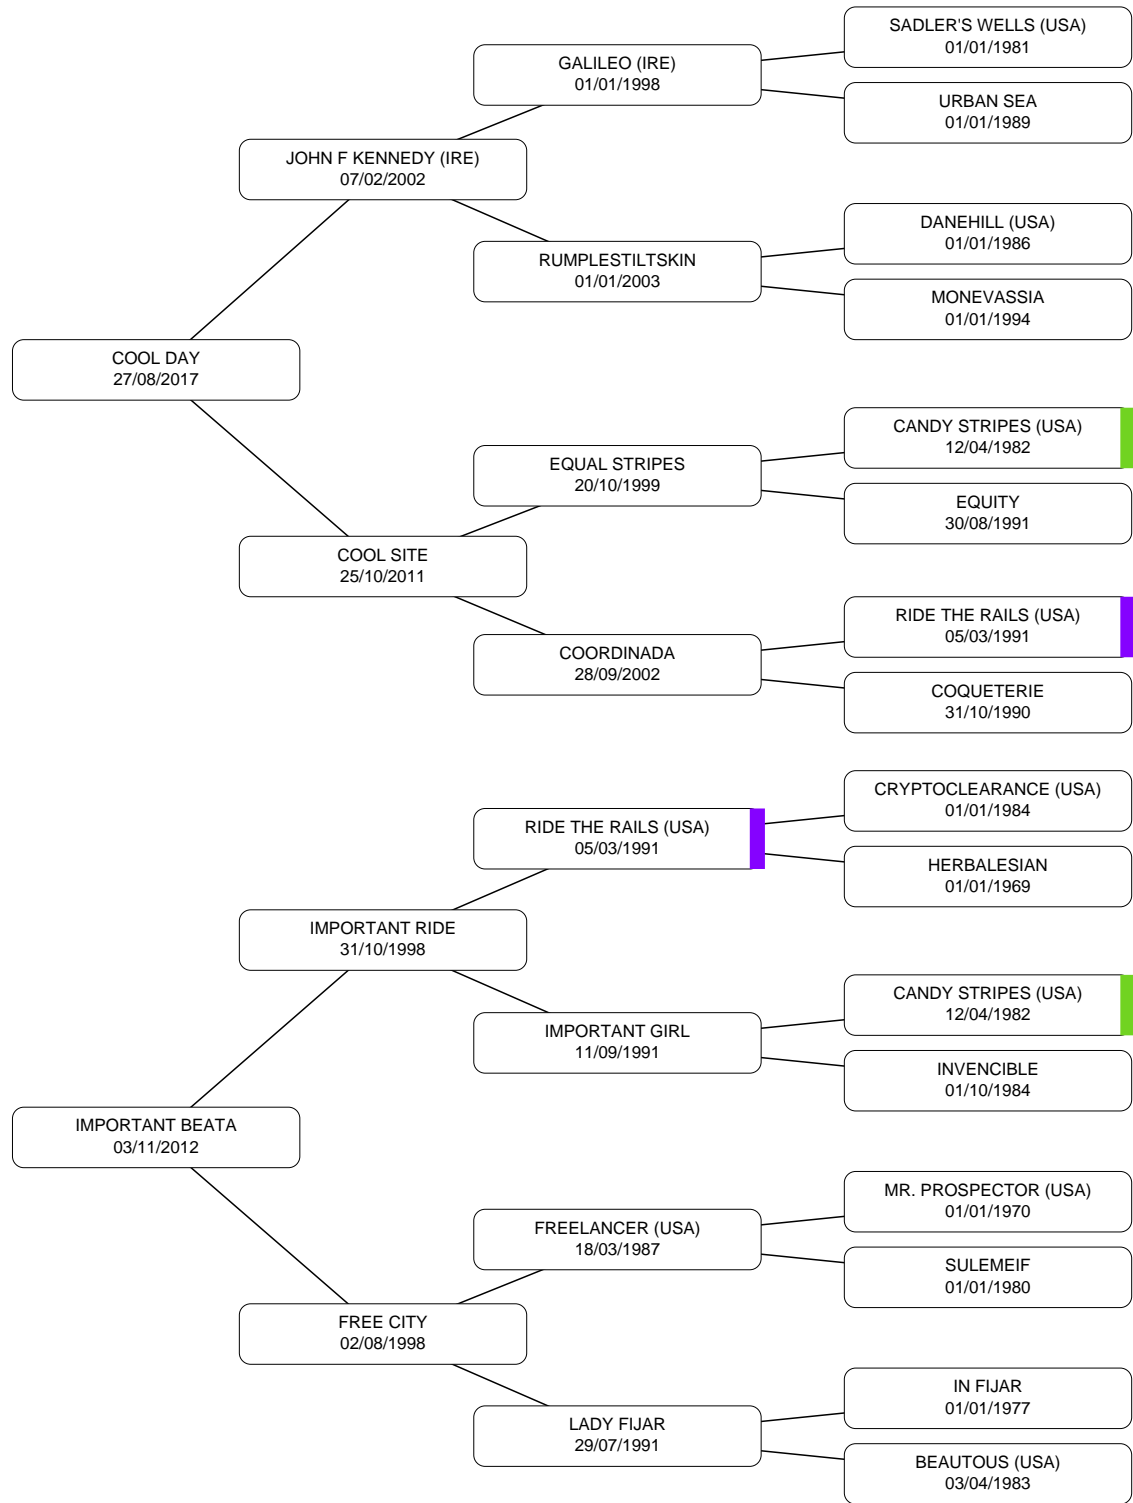 SADLER'S WELLS (USA)
01/01/1981
GALILEO (IRE)
01/01/1998
URBAN SEA
01/01/1989
JOHN F KENNEDY (IRE)
07/02/2002
DANEHILL (USA)
01/01/1986
RUMPLESTILTSKIN
01/01/2003
MONEVASSIA
01/01/1994
COOL DAY
27/08/2017
CANDY STRIPES (USA)
12/04/1982
EQUAL STRIPES
20/10/1999
EQUITY
30/08/1991
COOL SITE
25/10/2011
RIDE THE RAILS (USA)
05/03/1991
COORDINADA
28/09/2002
COQUETERIE
31/10/1990
CRYPTOCLEARANCE (USA)
01/01/1984
RIDE THE RAILS (USA)
05/03/1991
HERBALESIAN
01/01/1969
IMPORTANT RIDE
31/10/1998
CANDY STRIPES (USA)
12/04/1982
IMPORTANT GIRL
11/09/1991
INVENCIBLE
01/10/1984
IMPORTANT BEATA
03/11/2012
MR. PROSPECTOR (USA)
01/01/1970
FREELANCER (USA)
18/03/1987
SULEMEIF
01/01/1980
FREE CITY
02/08/1998
IN FIJAR
01/01/1977
LADY FIJAR
29/07/1991
BEAUTOUS (USA)
03/04/1983